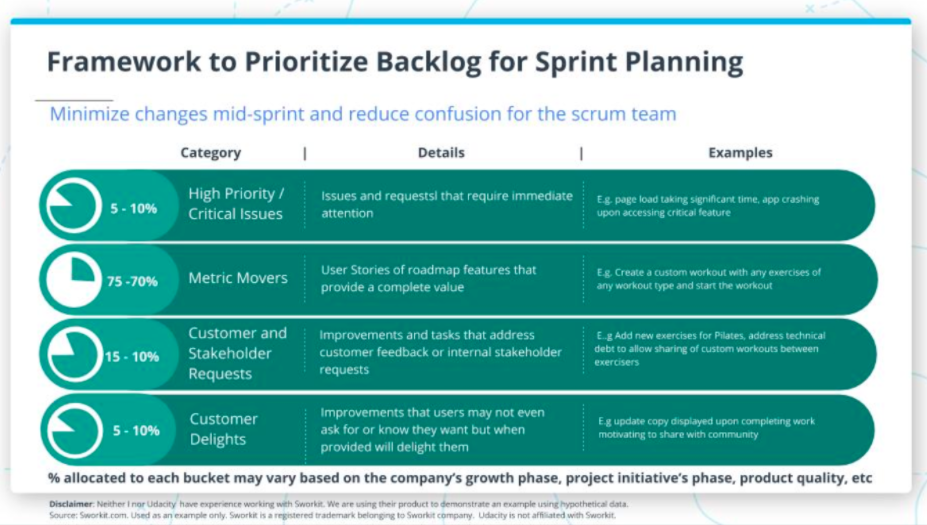 Framework to Prioritize Backlog for Sprint Planning
Minimize changes mid-sprint and reduce confusion for the scrum team
Category | Details | Examples
5 - 10%
High Priority /
Critical Issues
Issues and requestsl that require immediate
attention
E.g. page load taking significant time, app crashing
upon accessing critical feature
75 -70%
Metric Movers
User Stories of roadmap features that
provide a complete value
E.g. Create a custom workout with any exercises of
any workout type and start the workout
15 - 10%
Customer and
Stakeholder
Requests
Improvements and tasks that address
customer feedback or internal stakeholder
requests
E..g Add new exercises for Pilates, address technical
debt to allow sharing of custom workouts between
exercisers
5 - 10%
Customer
Delights
Improvements that users may not even
ask for or know they want but when
provided will delight them
E.g update copy displayed upon completing work
motivating to share with community
% allocated to each bucket may vary based on the company's growth phase, project initiative's phase, product quality, etc
Disclaimer: Neither I nor Udacity have experience working with Sworkit. We are using their product to demonstrate an example using hypothetical data.
Source: Sworkit.com. Used as an example only. Sworkit is a registered trademark belonging to Sworkit company. Udacity is not affiliated with Sworkit.